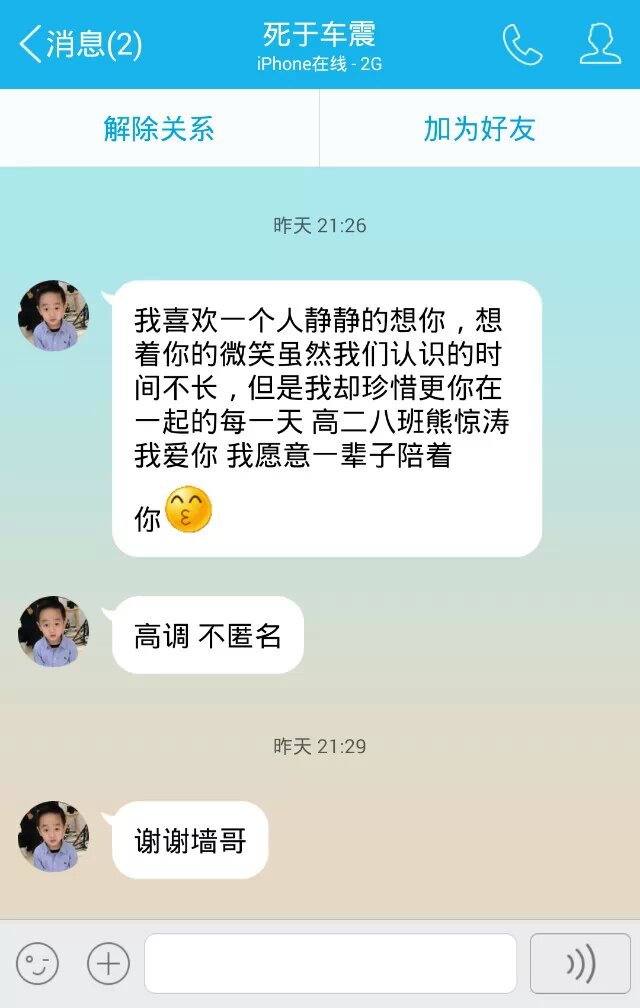 消息(2)
死于车震
iPhone在线 - 2G
解除关系
加为好友
昨天 21:26
我喜欢一个人静静的想你，想
着你的微笑虽然我们认识的时
间不长，但是我却珍惜更你在
一起的每一天 高二八班熊惊涛
我爱你 我愿意一辈子陪着
你
高调 不匿名
昨天 21:29
谢谢墙哥